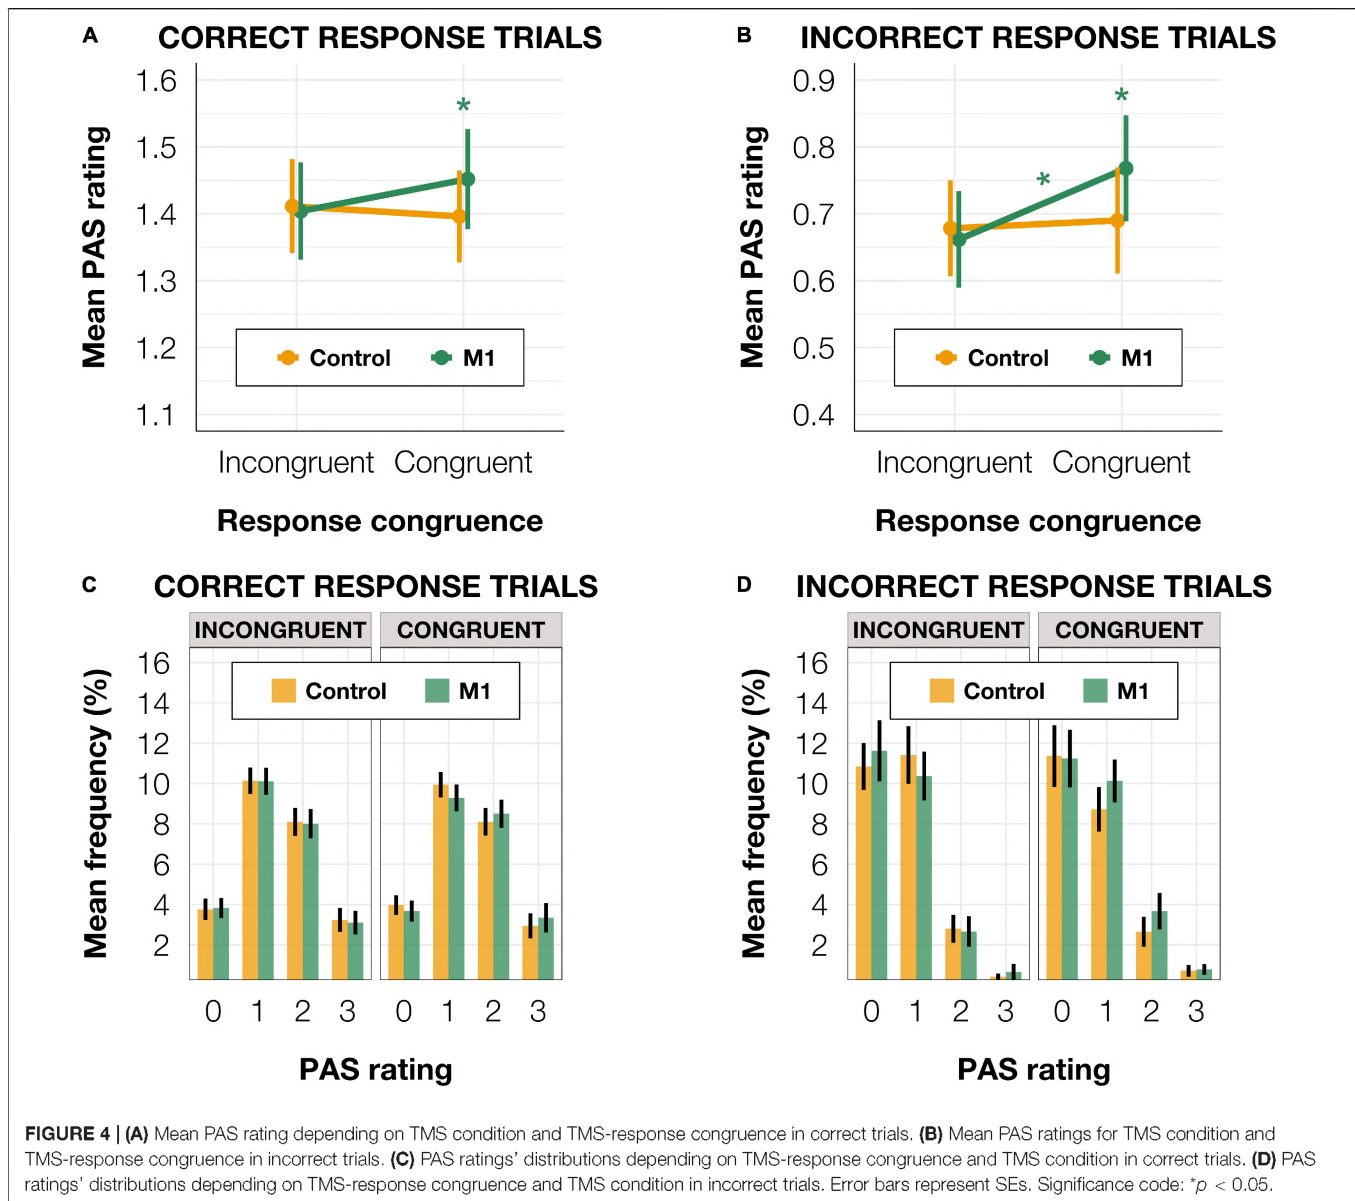 A CORRECT RESPONSE TRIALS
1.6
1.5
1.4
1.3
1.2
1.1
Mean PAS rating
*
Control M1
Incongruent Congruent
Response congruence
B INCORRECT RESPONSE TRIALS
0.9
0.8
0.7
0.6
0.5
0.4
Mean PAS rating
*
*
Control M1
Incongruent Congruent
Response congruence
C CORRECT RESPONSE TRIALS
INCONGRUENT CONGRUENT
16
14
12
10
8
6
4
2
Mean frequency (%)
Control M1
0 1 2 3 0 1 2 3
PAS rating
D INCORRECT RESPONSE TRIALS
INCONGRUENT CONGRUENT
16
14
12
10
8
6
4
2
Mean frequency (%)
Control M1
0 1 2 3 0 1 2 3
PAS rating
FIGURE 4 | (A) Mean PAS rating depending on TMS condition and TMS-response congruence in correct trials. (B) Mean PAS ratings for TMS condition and
TMS-response congruence in incorrect trials. (C) PAS ratings’ distributions depending on TMS-response congruence and TMS condition in correct trials. (D) PAS
ratings’ distributions depending on TMS-response congruence and TMS condition in incorrect trials. Error bars represent SEs. Significance code: *p < 0.05.